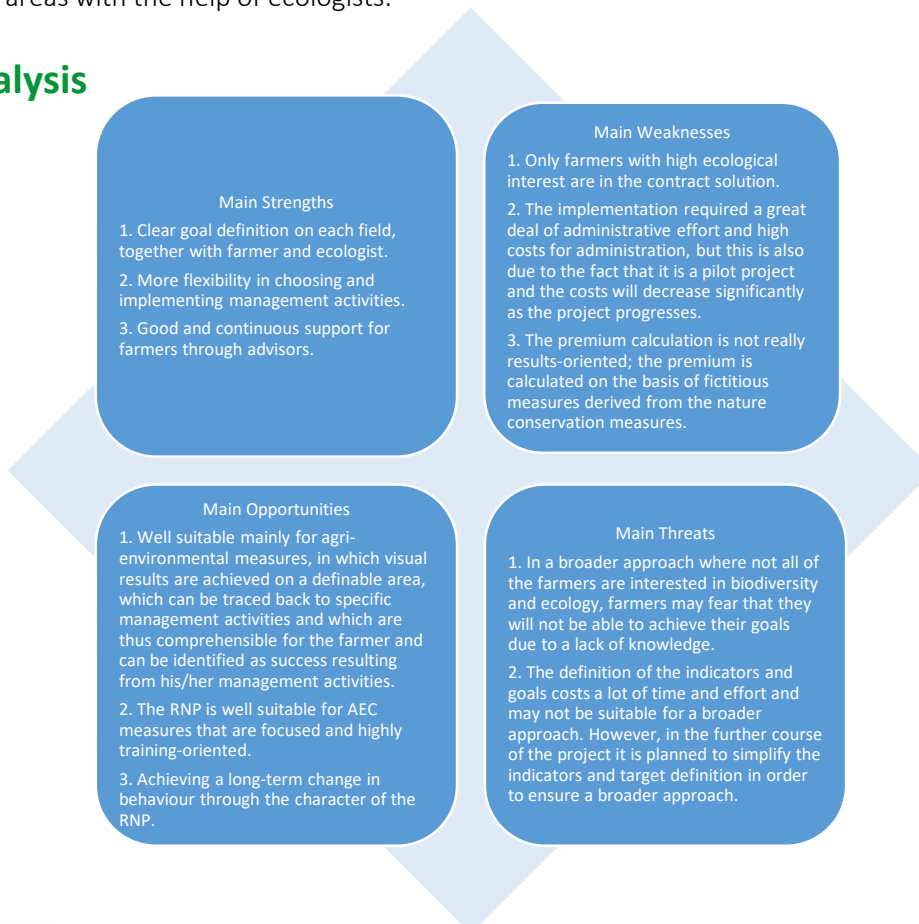 areas with the help of ecologists.
alysis
Main Strengths
1. Clear goal definition on each field,
together with farmer and ecologist.
2. More flexibility in choosing and
implementing management activities.
3. Good and continuous support for
farmers through advisors.
Main Weaknesses
1. Only farmers with high ecological
interest are in the contract solution.
2. The implementation required a great
deal of administrative effort and high
costs for administration, but this is also
due to the fact that it is a pilot project
and the costs will decrease significantly
as the project progresses.
3. The premium calculation is not really
results-oriented; the premium is
calculated on the basis of fictitious
measures derived from the nature
conservation measures.
Main Opportunities
1. Well suitable mainly for agri-
environmental measures, in which visual
results are achieved on a definable area,
which can be traced back to specific
management activities and which are
thus comprehensible for the farmer and
can be identified as success resulting
from his/her management activities.
2. The RNP is well suitable for AEC
measures that are focused and highly
training-oriented.
3. Achieving a long-term change in
behaviour through the character of the
RNP.
Main Threats
1. In a broader approach where not all of
the farmers are interested in biodiversity
and ecology, farmers may fear that they
will not be able to achieve their goals
due to a lack of knowledge.
2. The definition of the indicators and
goals costs a lot of time and effort and
may not be suitable for a broader
approach. However, in the further course
of the project it is planned to simplify the
indicators and target definition in order
to ensure a broader approach.